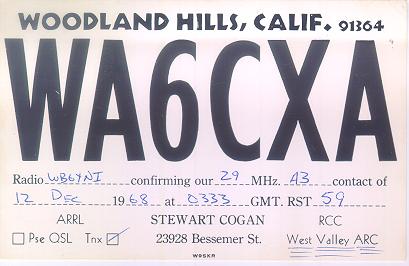 WOODLAND HILLS, CALIF. 91364
WA6CXA
Radio WB6YNI confirming our 29 MHz. A3 contact of
12 Dec 1968 at 0333 GMT. RST 59
ARRL STEWART COGAN RCC
Pse QSL Tnx 23928 Bessemer St. West Valley ARC
W9SKR